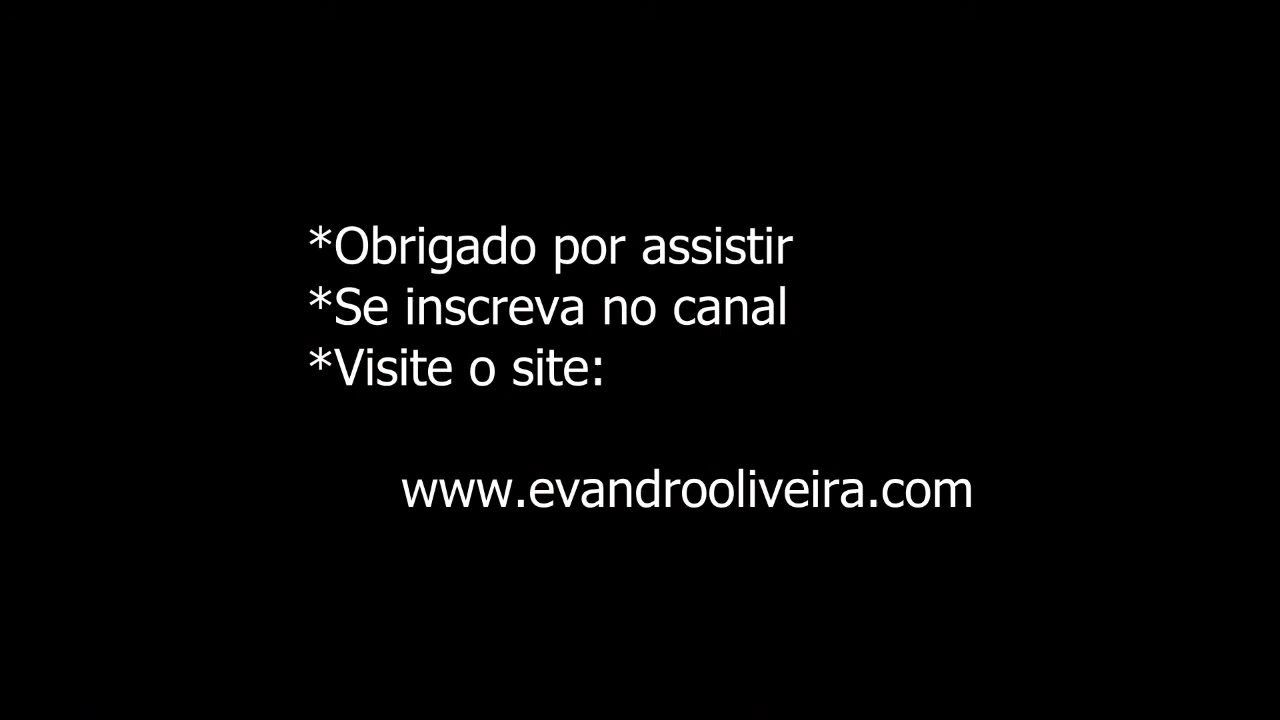 *Obrigado por assistir
*Se inscreva no canal
*Visite o site:
www.evandrooliveira.com